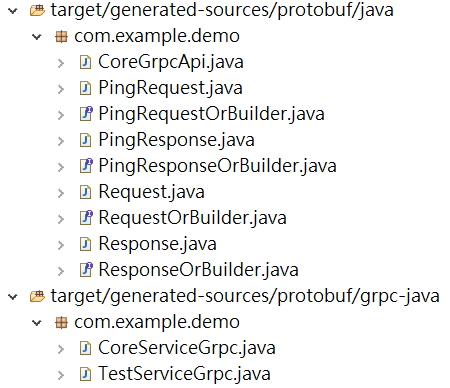 target/generated-sources/protobuf/java
com.example.demo
CoreGrpcApi.java
PingRequest.java
PingRequestOrBuilder.java
PingResponse.java
PingResponseOrBuilder.java
Request.java
RequestOrBuilder.java
Response.java
ResponseOrBuilder.java
target/generated-sources/protobuf/grpc-java
com.example.demo
CoreServiceGrpc.java
TestServiceGrpc.java